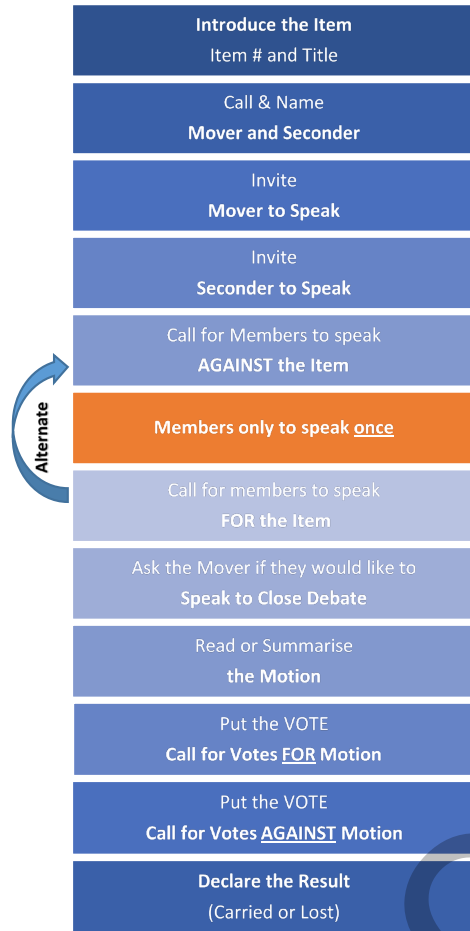 Introduce the Item
Item # and Title
Call & Name
Mover and Seconder
Invite
Mover to Speak
Invite
Seconder to Speak
Call for Members to speak
AGAINST the Item
Alternate
Members only to speak once
Call for members to speak
FOR the Item
Ask the Mover if they would like to
Speak to Close Debate
Read or Summarise
the Motion
Put the VOTE
Call for Votes FOR Motion
Put the VOTE
Call for Votes AGAINST Motion
Declare the Result
(Carried or Lost)